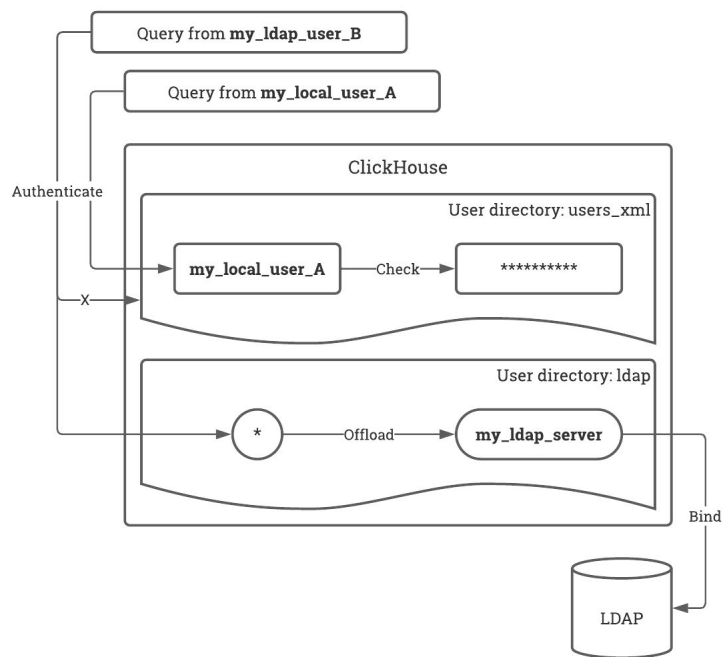 Query from my_ldap_user_B
Query from my_local_user_A
ClickHouse
Authenticate
User directory: users_xml
my_local_user_A
Check
**********
X
User directory: ldap
*
Offload
my_ldap_server
Bind
LDAP